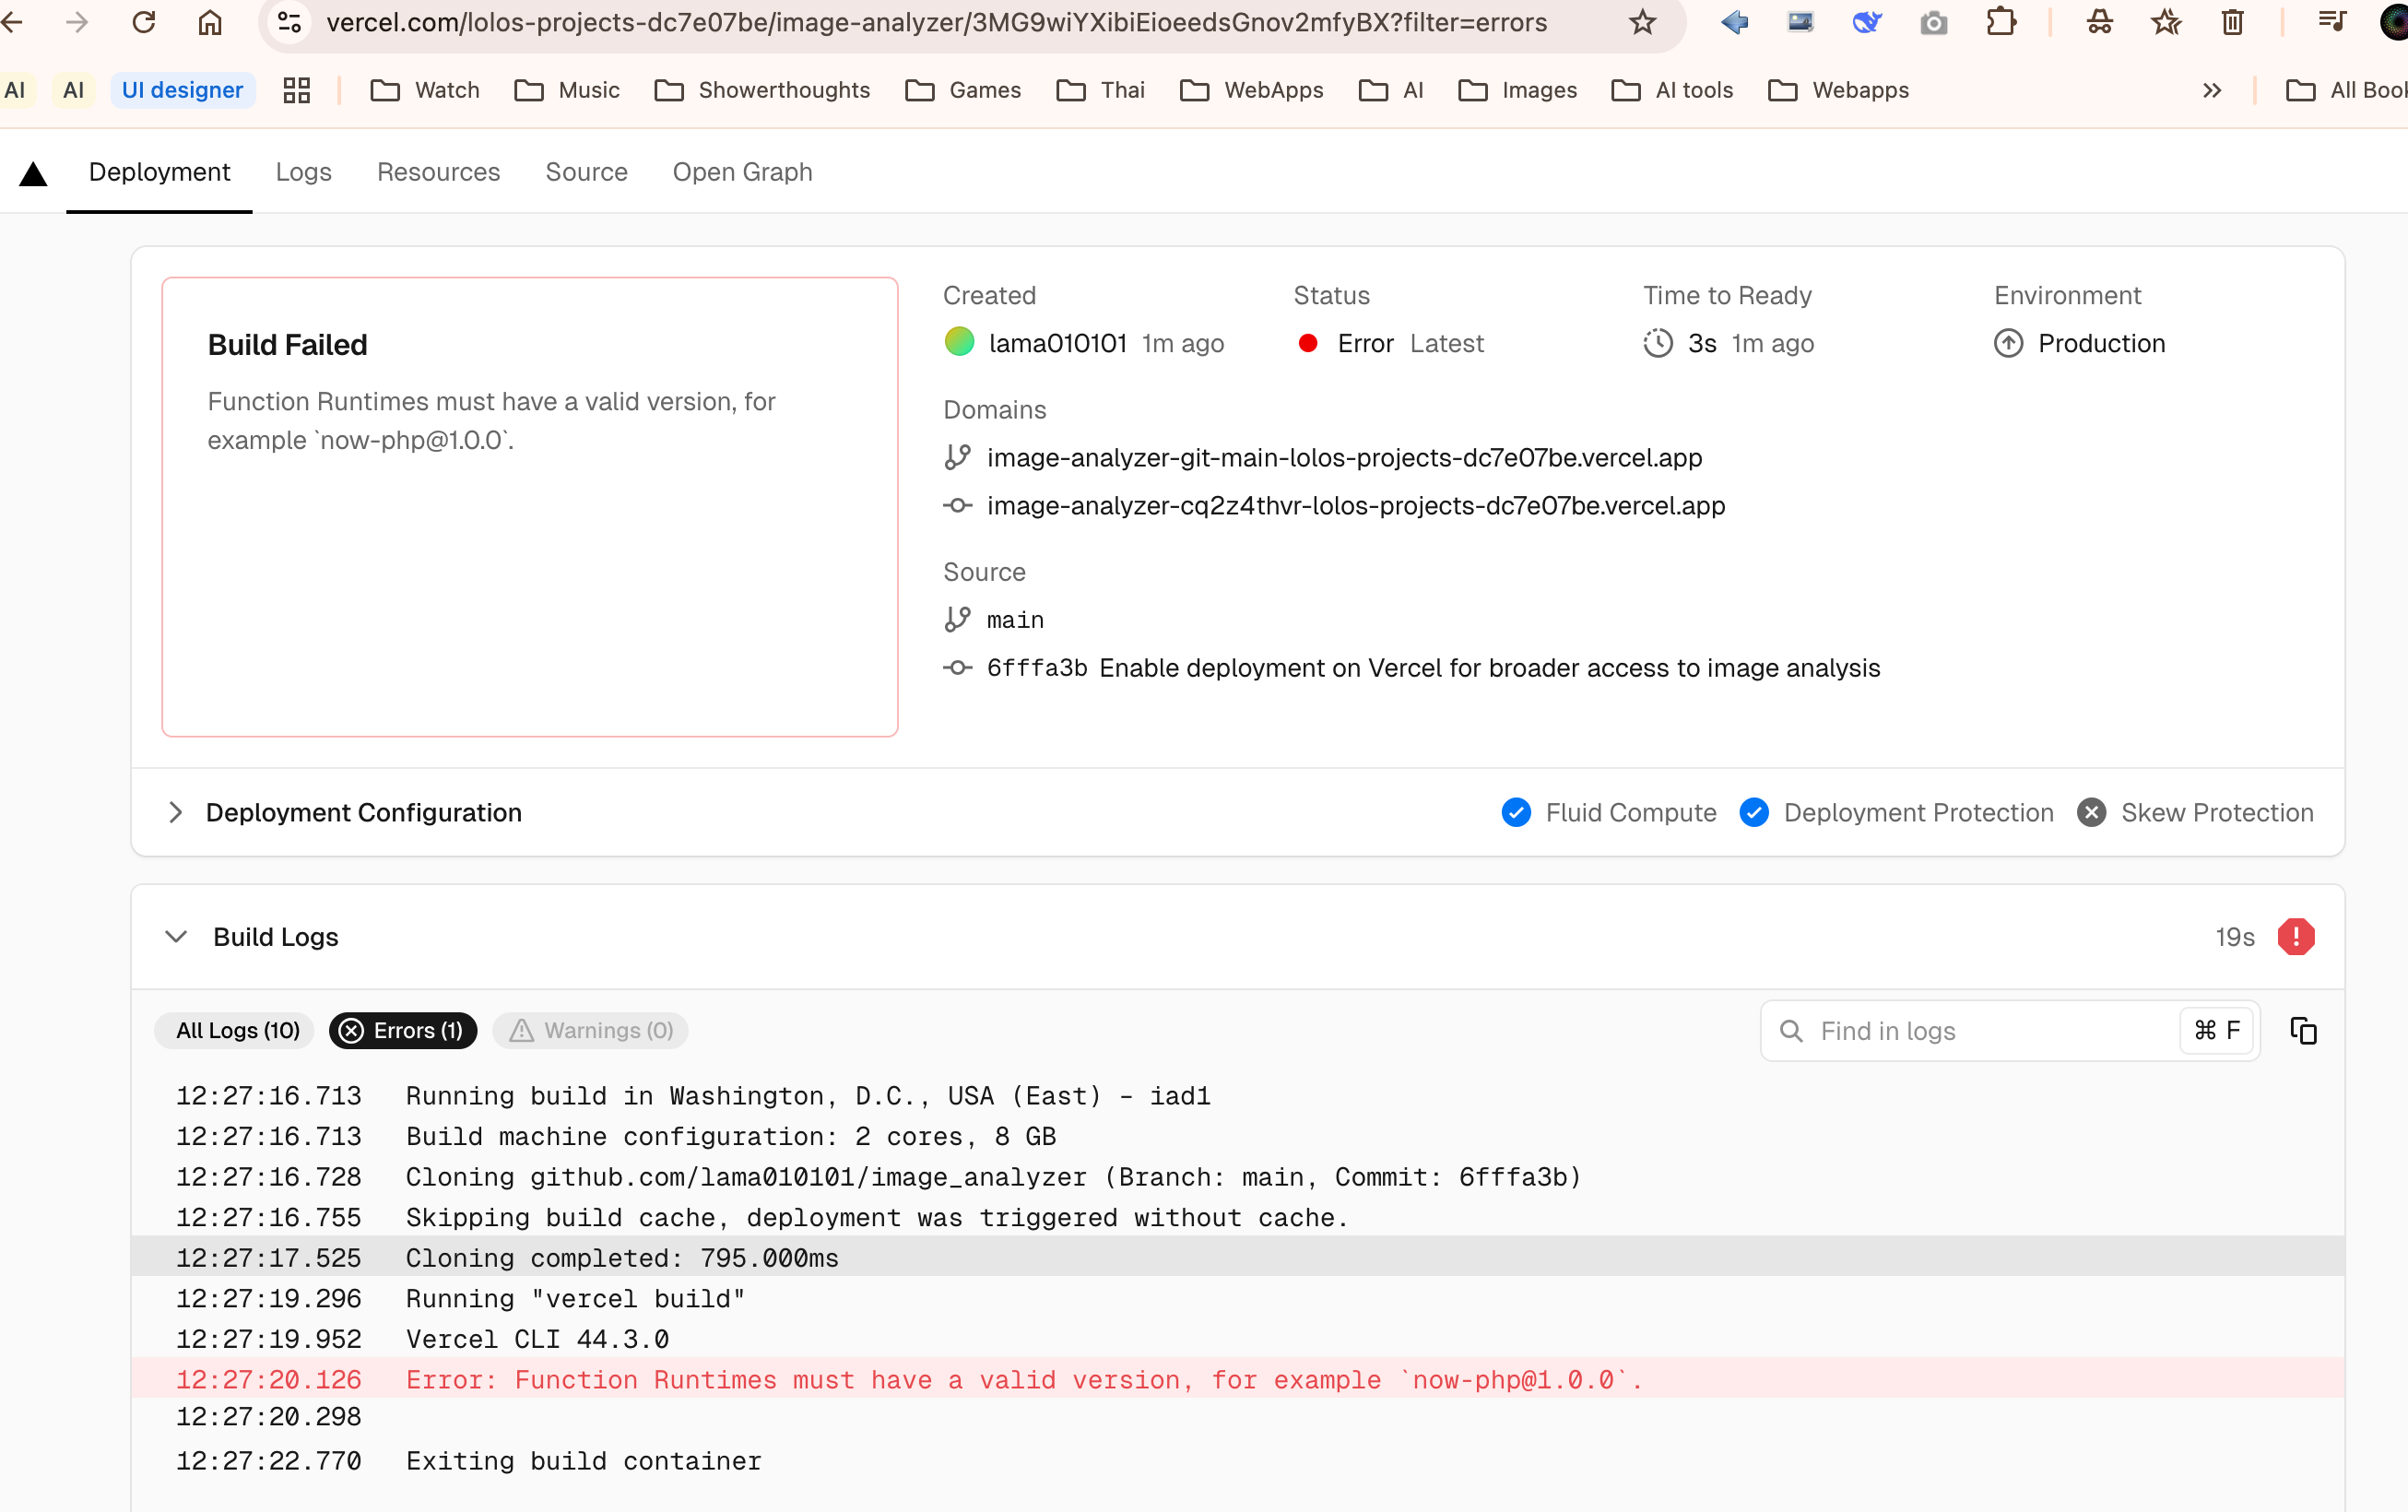 vercel.com/lolos-projects-dc7e07be/image-analyzer/3MG9wiYXibiEioeedsGnov2mfyBX?filter=errors
AI AI UI designer Watch Music Showerthoughts Games Thai WebApps AI Images AI tools Webapps » All Book
Deployment Logs Resources Source Open Graph
Build Failed
Function Runtimes must have a valid version, for
example `now-php@1.0.0`.
Created Status Time to Ready Environment
lama010101 1m ago Error Latest 3s 1m ago Production
Domains
image-analyzer-git-main-lolos-projects-dc7e07be.vercel.app
image-analyzer-cq2z4thvr-lolos-projects-dc7e07be.vercel.app
Source
main
6fffa3b Enable deployment on Vercel for broader access to image analysis
Deployment Configuration Fluid Compute Deployment Protection Skew Protection
Build Logs 19s
All Logs (10) Errors (1) Warnings (0) Find in logs ⌘ F
12:27:16.713 Running build in Washington, D.C., USA (East) – iad1
12:27:16.713 Build machine configuration: 2 cores, 8 GB
12:27:16.728 Cloning github.com/lama010101/image_analyzer (Branch: main, Commit: 6fffa3b)
12:27:16.755 Skipping build cache, deployment was triggered without cache.
12:27:17.525 Cloning completed: 795.000ms
12:27:19.296 Running "vercel build"
12:27:19.952 Vercel CLI 44.3.0
12:27:20.126 Error: Function Runtimes must have a valid version, for example `now-php@1.0.0`.
12:27:20.298
12:27:22.770 Exiting build container